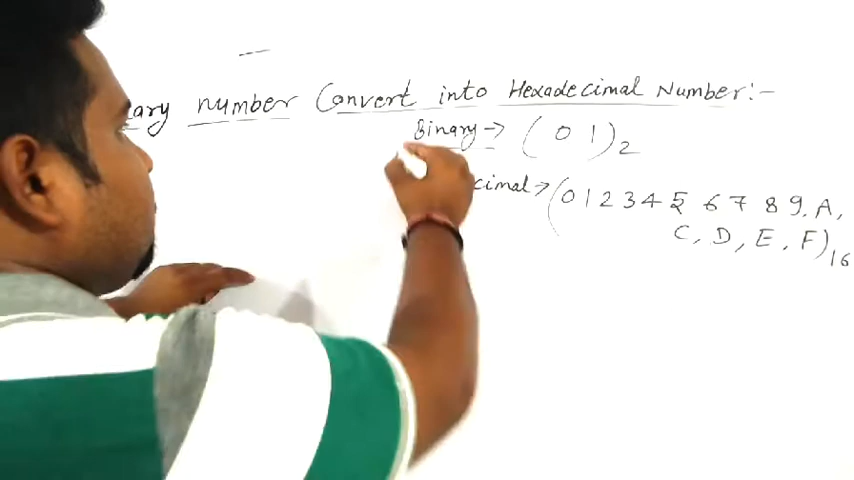 ary number Convert into Hexadecimal Number:-
Binary → ( 0 1 )2
cimal → (0 1 2 3 4 5 6 7 8 9, A,
C, D, E, F)16